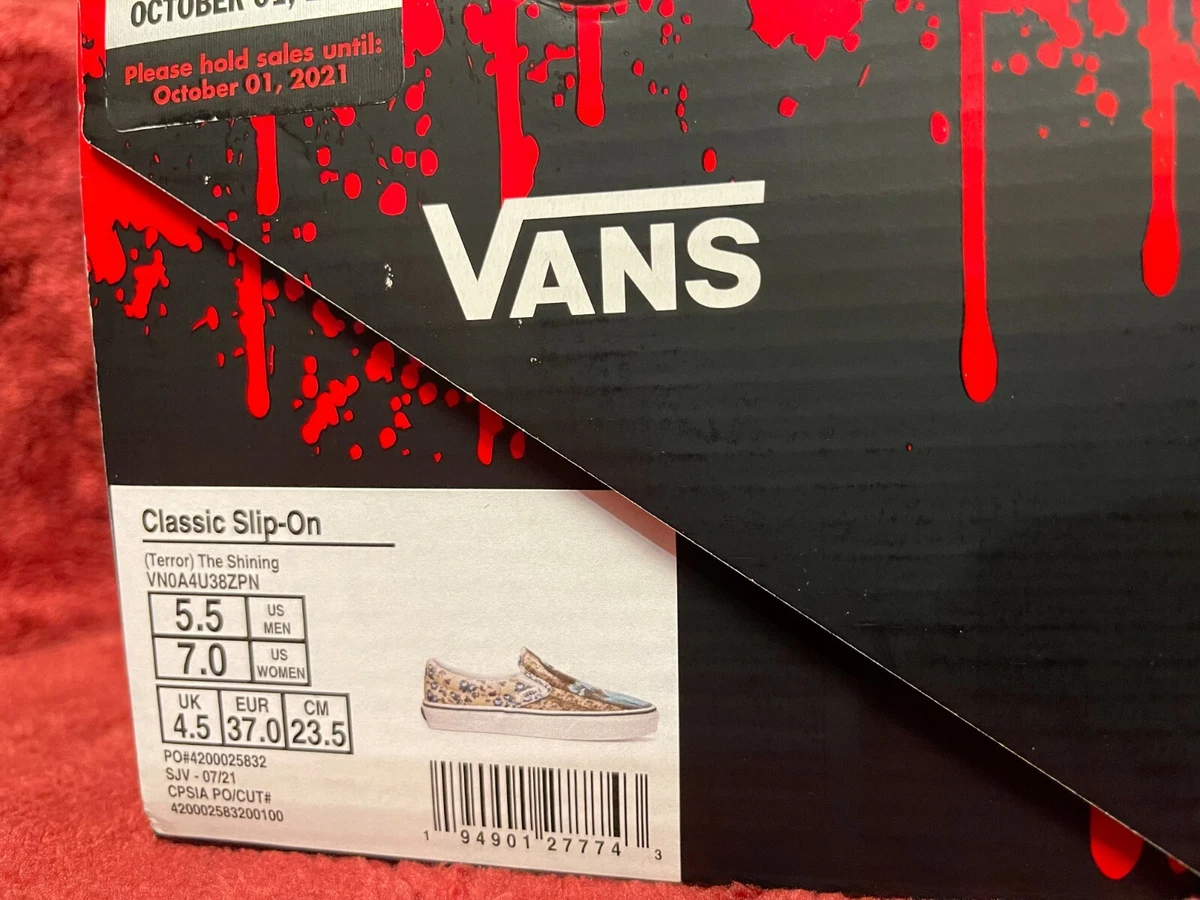 OCTOBER 01,
Please hold sales until:
October 01, 2021
VANS
Classic Slip-On
(Terror) The Shining
VN0A4U38ZPN
5.5 US MEN
7.0 US WOMEN
UK EUR CM
4.5 37.0 23.5
PO#4200025832
SJV - 07/21
CPSIA PO/CUT#
420002583200100
1 94901 27774 3